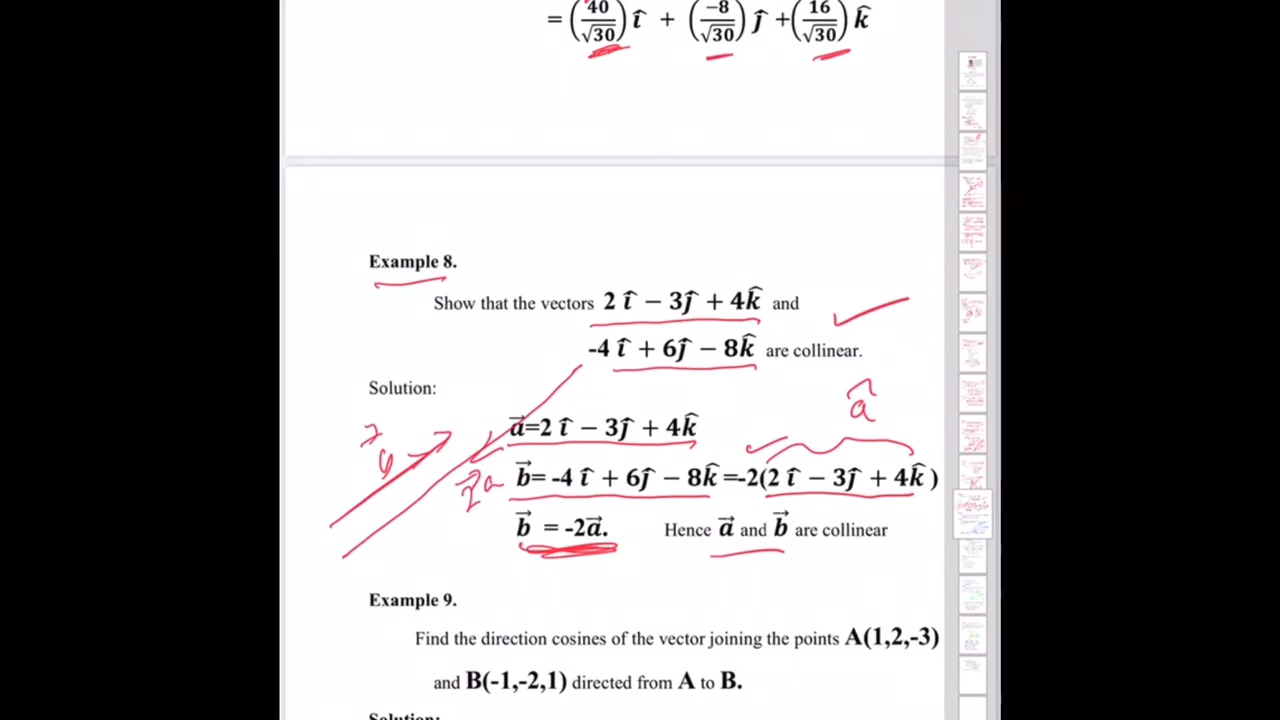 = (40/√30) î + (-8/√30) ĵ +(16/√30) k̂
Example 8.
Show that the vectors 2 î − 3ĵ + 4k̂ and
-4 î + 6ĵ − 8k̂ are collinear.
Solution:
â
a⃗=2 î − 3ĵ + 4k̂
b⃗= -4 î + 6ĵ − 8k̂ =-2(2 î − 3ĵ + 4k̂ )
b⃗ = -2a⃗. Hence a⃗ and b⃗ are collinear
Example 9.
Find the direction cosines of the vector joining the points A(1,2,-3)
and B(-1,-2,1) directed from A to B.
Solution: